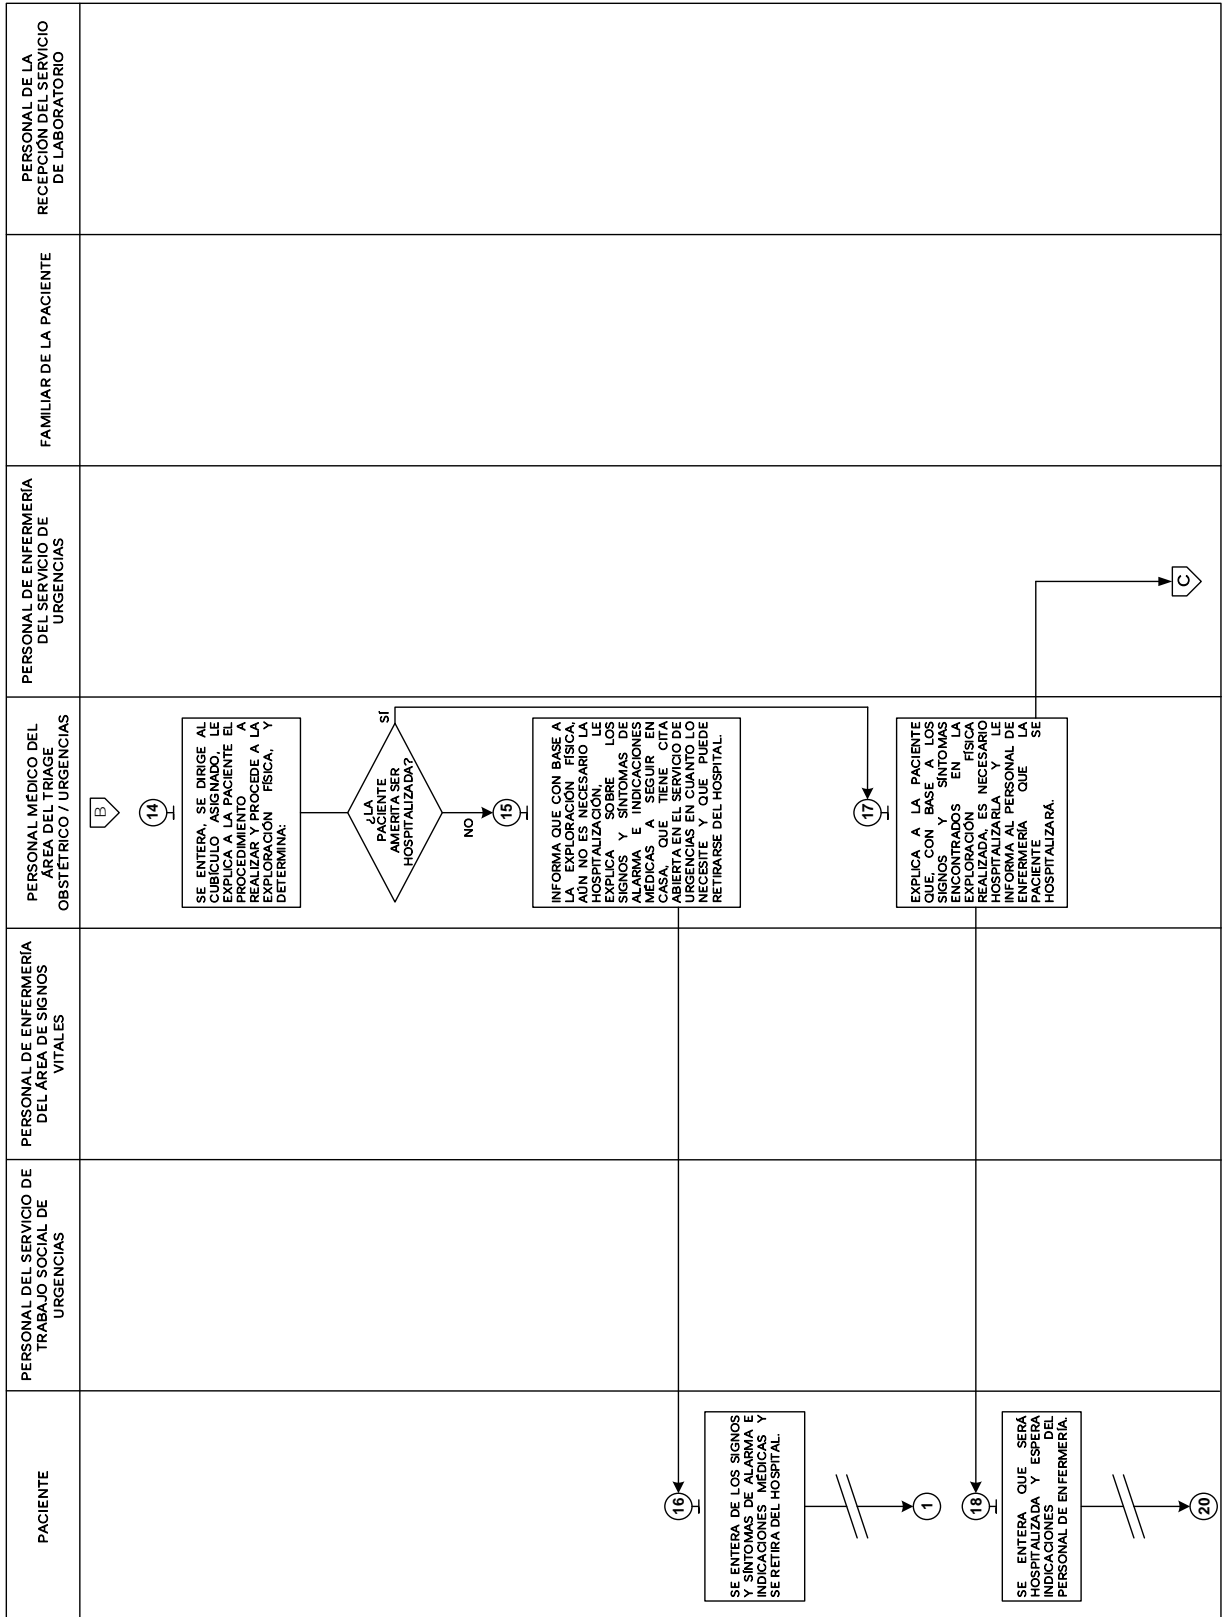 PACIENTE
PERSONAL DEL SERVICIO DE
TRABAJO SOCIAL DE
URGENCIAS
PERSONAL DE ENFERMERÍA
DEL ÁREA DE SIGNOS
VITALES
PERSONAL MÉDICO DEL
ÁREA DEL TRIAGE
OBSTÉTRICO / URGENCIAS
PERSONAL DE ENFERMERÍA
DEL SERVICIO DE
URGENCIAS
FAMILIAR DE LA PACIENTE
PERSONAL DE LA
RECEPCIÓN DEL SERVICIO
DE LABORATORIO
B
14
SE ENTERA, SE DIRIGE AL
CUBÍCULO ASIGNADO, LE
EXPLICA A LA PACIENTE EL
PROCEDIMIENTO A
REALIZAR Y PROCEDE A LA
EXPLORACIÓN FÍSICA, Y
DETERMINA:
¿LA
PACIENTE
AMERITA SER
HOSPITALIZADA?
SÍ
NO
15
INFORMA QUE CON BASE A
LA EXPLORACIÓN FÍSICA,
AÚN NO ES NECESARIO LA
HOSPITALIZACIÓN, LE
EXPLICA SOBRE LOS
SIGNOS Y SÍNTOMAS DE
ALARMA E INDICACIONES
MÉDICAS A SEGUIR EN
CASA, QUE TIENE CITA
ABIERTA EN EL SERVICIO DE
URGENCIAS EN CUANTO LO
NECESITE Y QUE PUEDE
RETIRARSE DEL HOSPITAL.
16
SE ENTERA DE LOS SIGNOS
Y SÍNTOMAS DE ALARMA E
INDICACIONES MÉDICAS Y
SE RETIRA DEL HOSPITAL.
1
17
EXPLICA A LA PACIENTE
QUE, CON BASE A LOS
SIGNOS Y SÍNTOMAS
ENCONTRADOS EN LA
EXPLORACIÓN FÍSICA
REALIZADA, ES NECESARIO
HOSPITALIZARLA Y LE
INFORMA AL PERSONAL DE
ENFERMERÍA QUE LA
PACIENTE SE
HOSPITALIZARÁ.
18
SE ENTERA QUE SERÁ
HOSPITALIZADA Y ESPERA
INDICACIONES DEL
PERSONAL DE ENFERMERÍA.
20
C